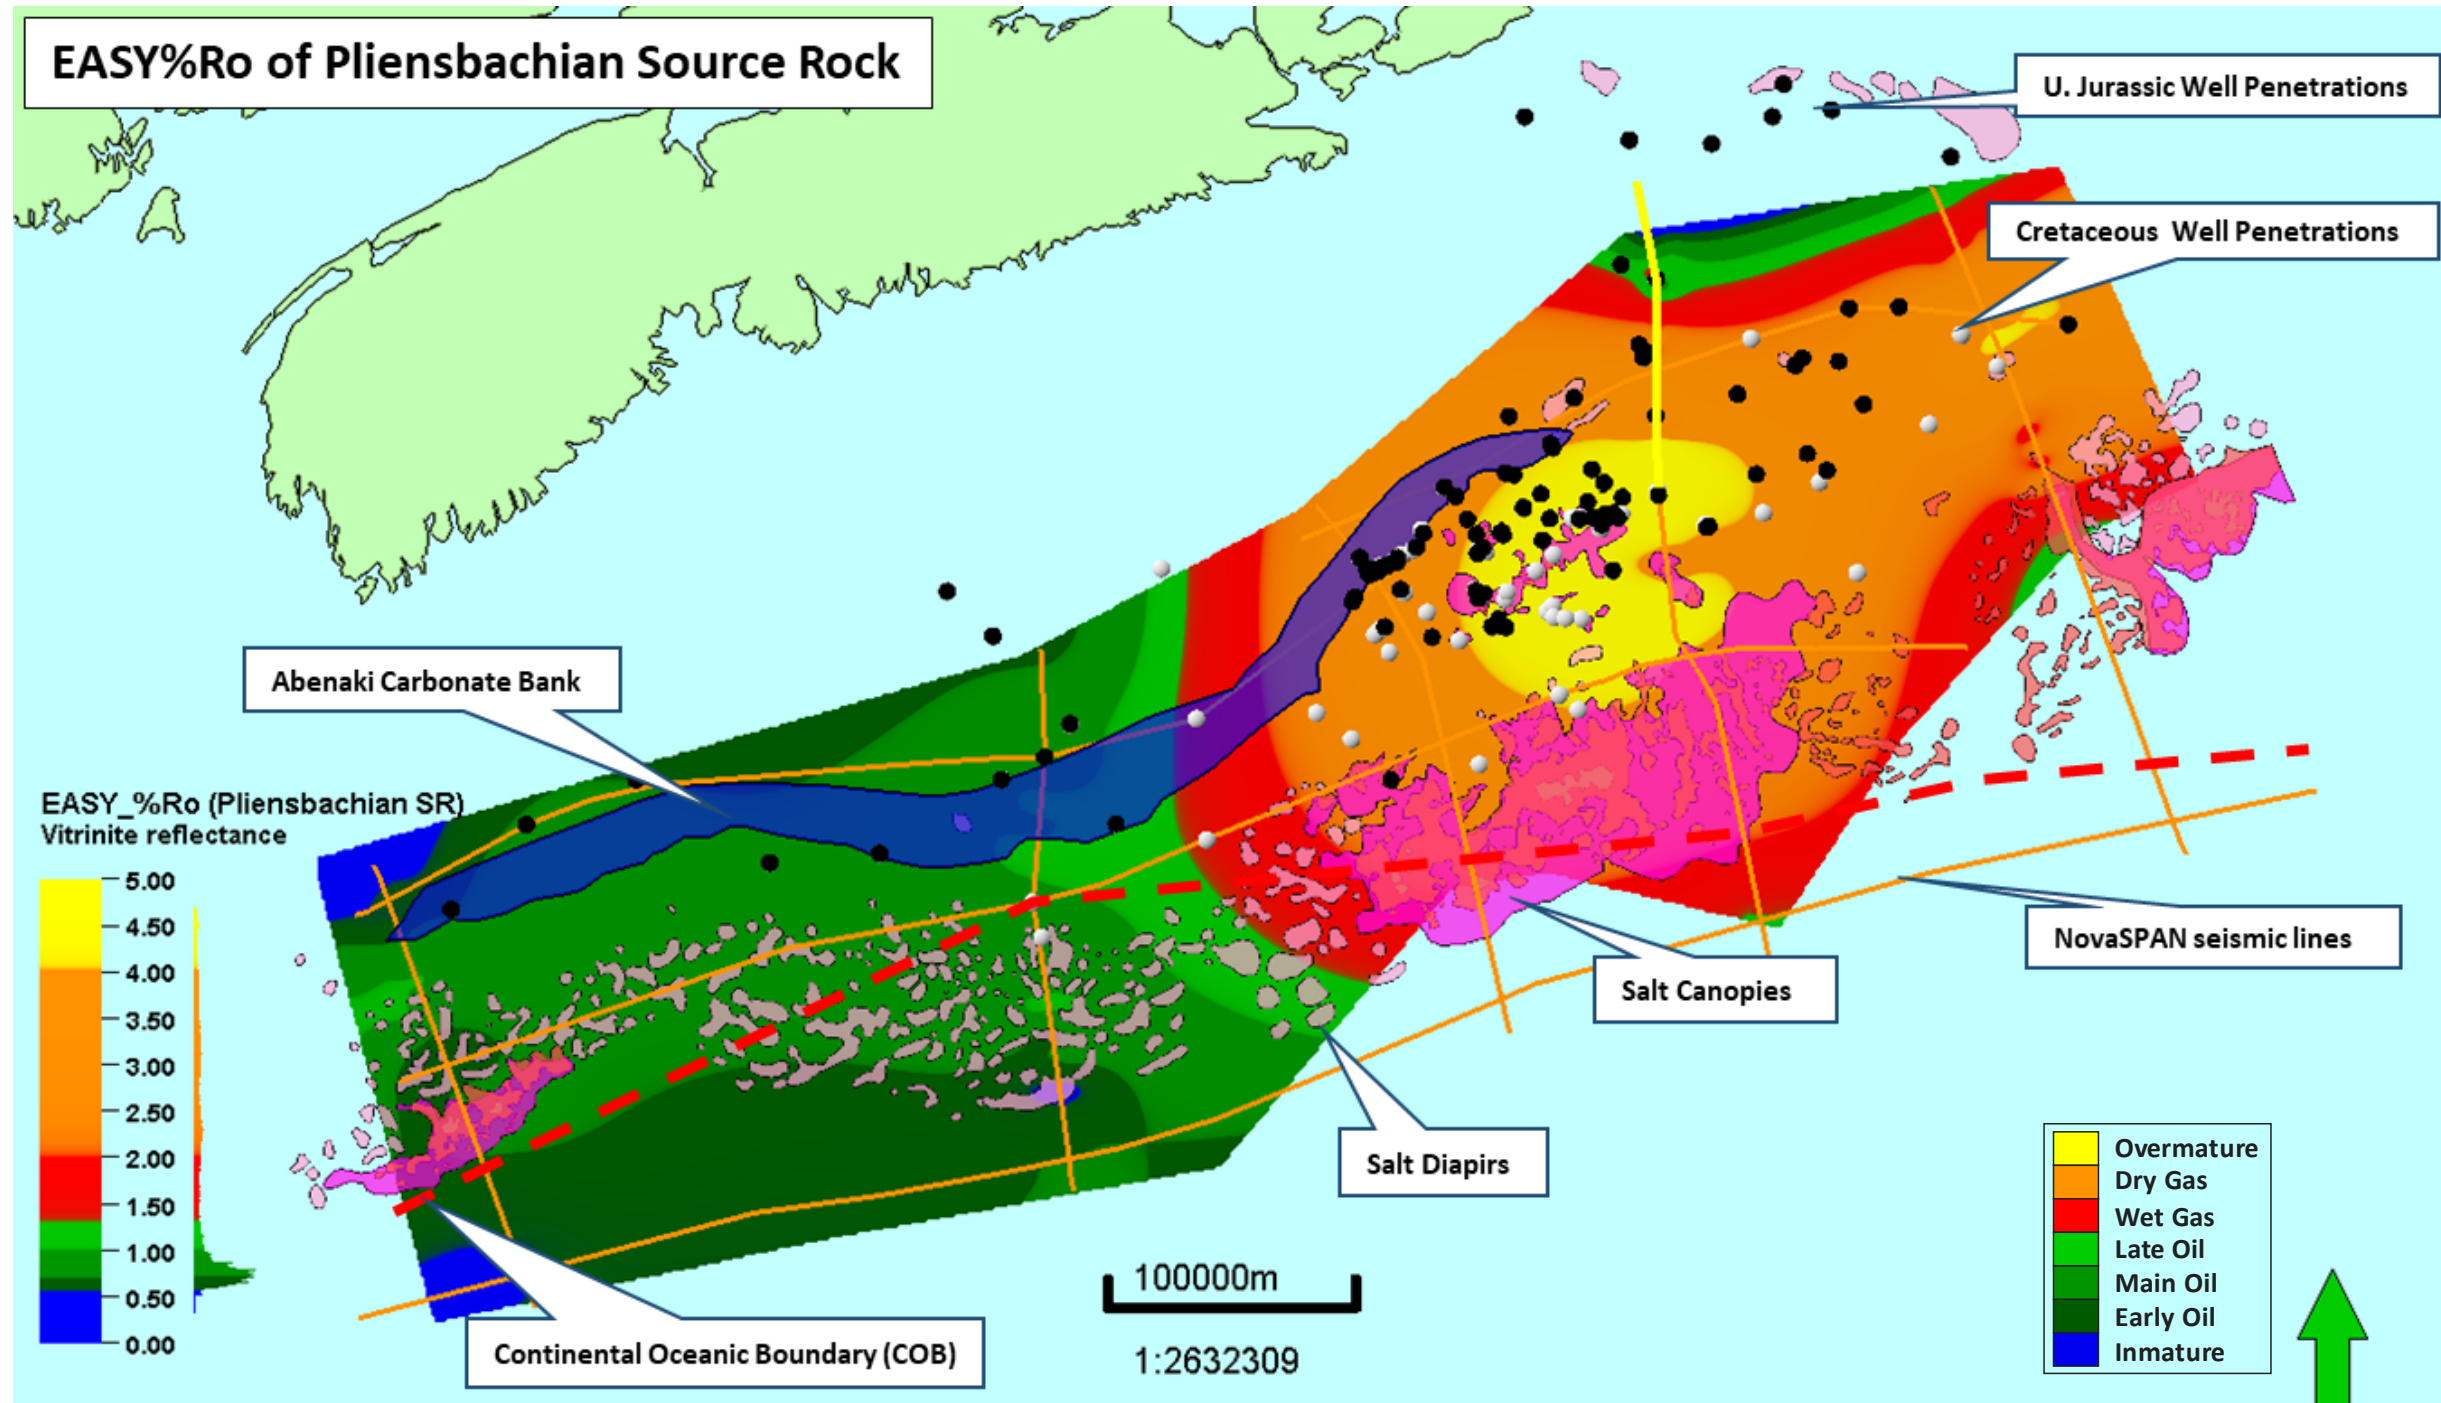 EASY%Ro of Pliensbachian Source Rock
U. Jurassic Well Penetrations
Cretaceous Well Penetrations
Abenaki Carbonate Bank
EASY_%Ro (Pliensbachian SR)
Vitrinite reflectance
5.00
4.50
4.00
3.50
3.00
2.50
2.00
1.50
1.00
0.50
0.00
NovaSPAN seismic lines
Salt Canopies
Salt Diapirs
Continental Oceanic Boundary (COB)
100000m
1:2632309
Overmature
Dry Gas
Wet Gas
Late Oil
Main Oil
Early Oil
Inmature